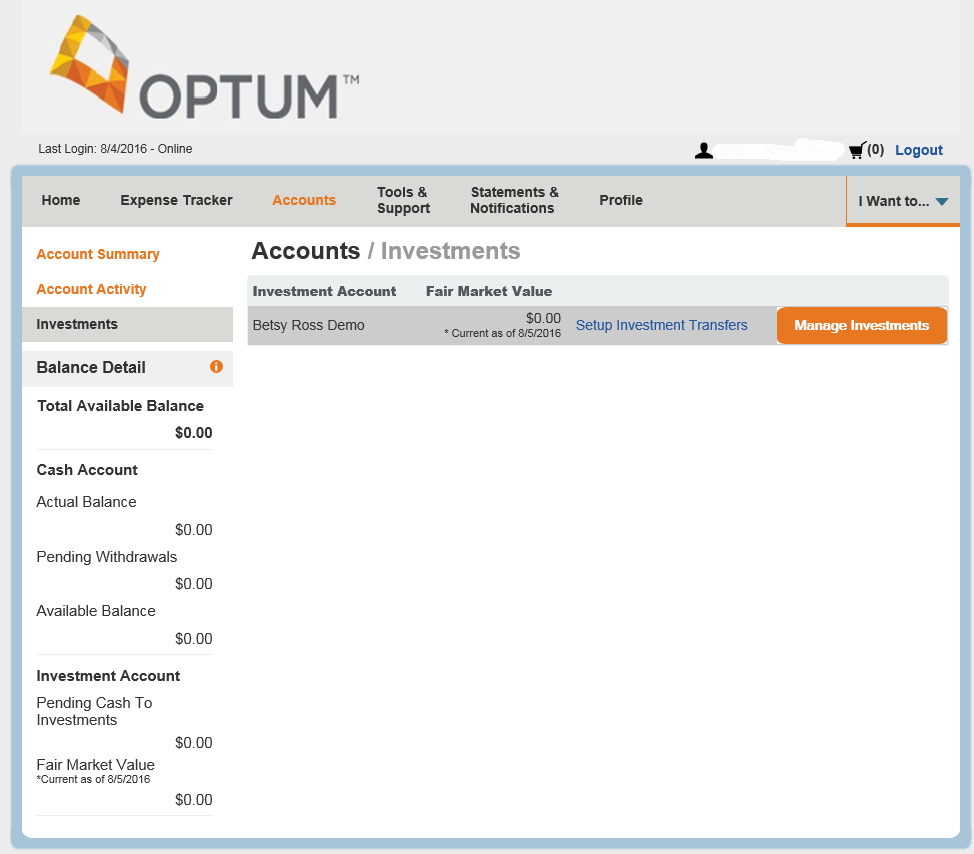 OPTUM™
Last Login: 8/4/2016 - Online
(0) Logout
Home Expense Tracker Accounts Tools & Support Statements & Notifications Profile I Want to...
Account Summary
Account Activity
Investments
Balance Detail i
Total Available Balance
$0.00
Cash Account
Actual Balance
$0.00
Pending Withdrawals
$0.00
Available Balance
$0.00
Investment Account
Pending Cash To
Investments
$0.00
Fair Market Value
*Current as of 8/5/2016
$0.00
Accounts / Investments
Investment Account Fair Market Value
Betsy Ross Demo $0.00 Setup Investment Transfers Manage Investments
* Current as of 8/5/2016